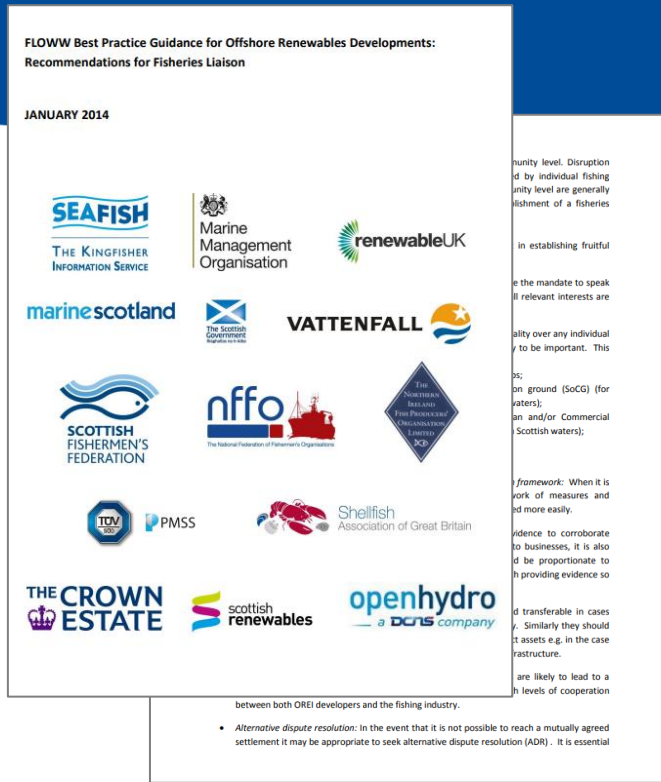 FLOWW Best Practice Guidance for Offshore Renewables Developments:
Recommendations for Fisheries Liaison
JANUARY 2014
SEAFISH
THE KINGFISHER
INFORMATION SERVICE
Marine
Management
Organisation
renewableUK
marinescotland
The Scottish
Government
VATTENFALL
SCOTTISH
FISHERMEN'S
FEDERATION
nffo
The National Federation of Fishermen's Organisations
THE
NORTHERN
IRELAND
FISH PRODUCERS'
ORGANISATION
LIMITED
TÜV
SÜD
PMSS
Shellfish
Association of Great Britain
THE CROWN
ESTATE
scottish
renewables
openhydro
a DCNS company
munity level. Disruption
d by individual fishing
unity level are generally
lishment of a fisheries
in establishing fruitful
e the mandate to speak
ll relevant interests are
ality over any individual
y to be important. This
ps;
on ground (SoCG) (for
waters);
an and/or Commercial
Scottish waters);
framework: When it is
work of measures and
ed more easily.
vidence to corroborate
to businesses, it is also
d be proportionate to
h providing evidence so
d transferable in cases
y. Similarly they should
ct assets e.g. in the case
frastructure.
are likely to lead to a
h levels of cooperation
between both OREI developers and the fishing industry.
• Alternative dispute resolution: In the event that it is not possible to reach a mutually agreed
settlement it may be appropriate to seek alternative dispute resolution (ADR) . It is essential